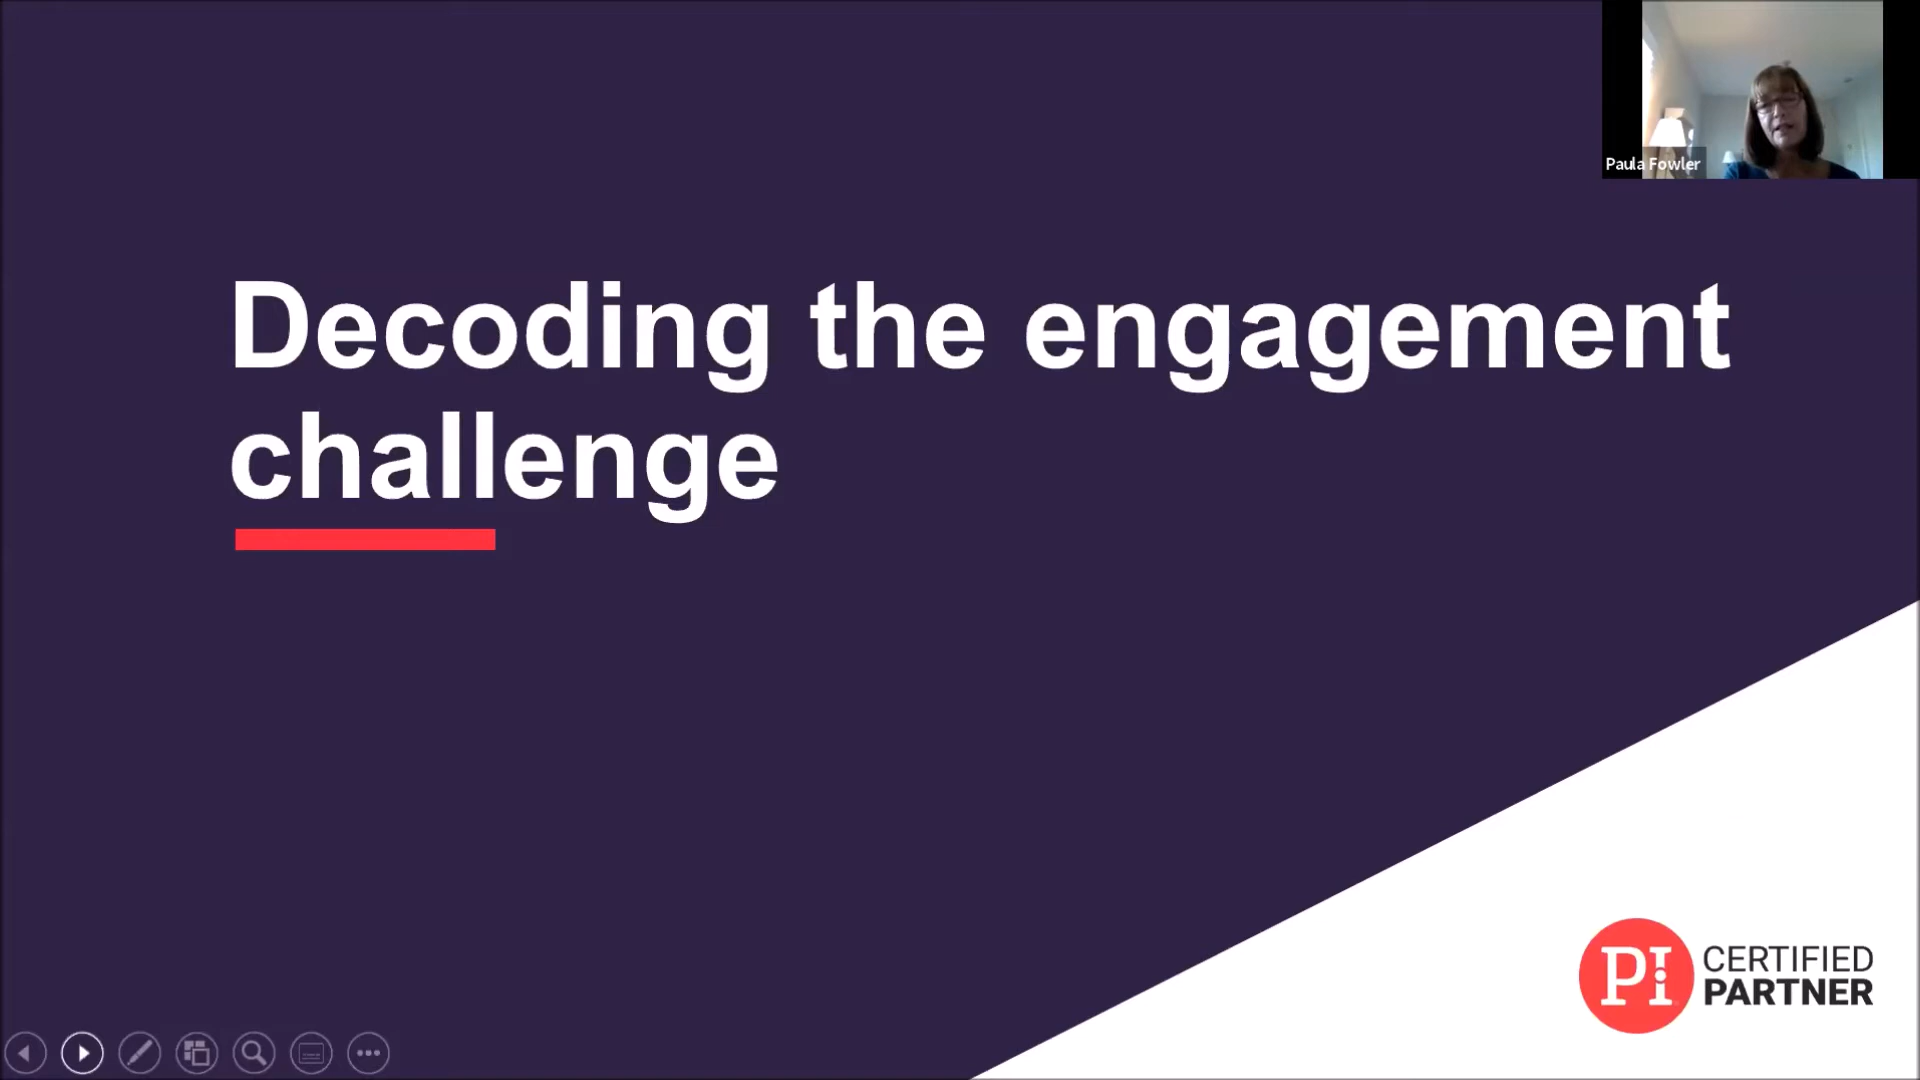 Paula Fowler
Decoding the engagement
challenge
PI
CERTIFIED
PARTNER